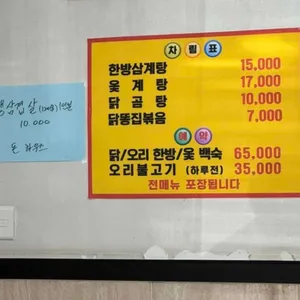 차림표
한방삼계탕 15,000
옻계탕 17,000
닭곰탕 10,000
닭똥집볶음 7,000
예약
닭/오리 한방/옻 백숙 65,000
오리불고기 (하루전) 35,000
전메뉴 포장됩니다
삼겹살
10.000